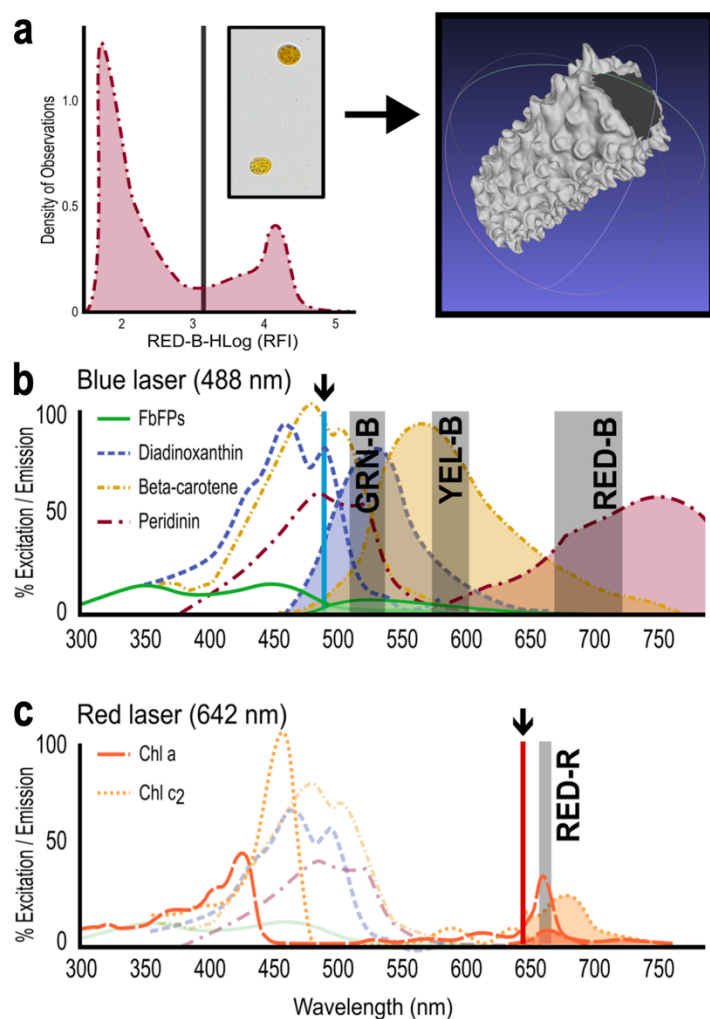 a
Density of Observations
1.0
0.5
0
2
3
4
5
RED-B-HLog (RFI)
b
Blue laser (488 nm)
% Excitation / Emission
100
50
0
FbFPs
Diadinoxanthin
Beta-carotene
Peridinin
GRN-B
YEL-B
RED-B
300
350
400
450
500
550
600
650
700
750
c
Red laser (642 nm)
% Excitation / Emission
100
50
0
Chl a
Chl c2
RED-R
300
350
400
450
500
550
600
650
700
750
Wavelength (nm)